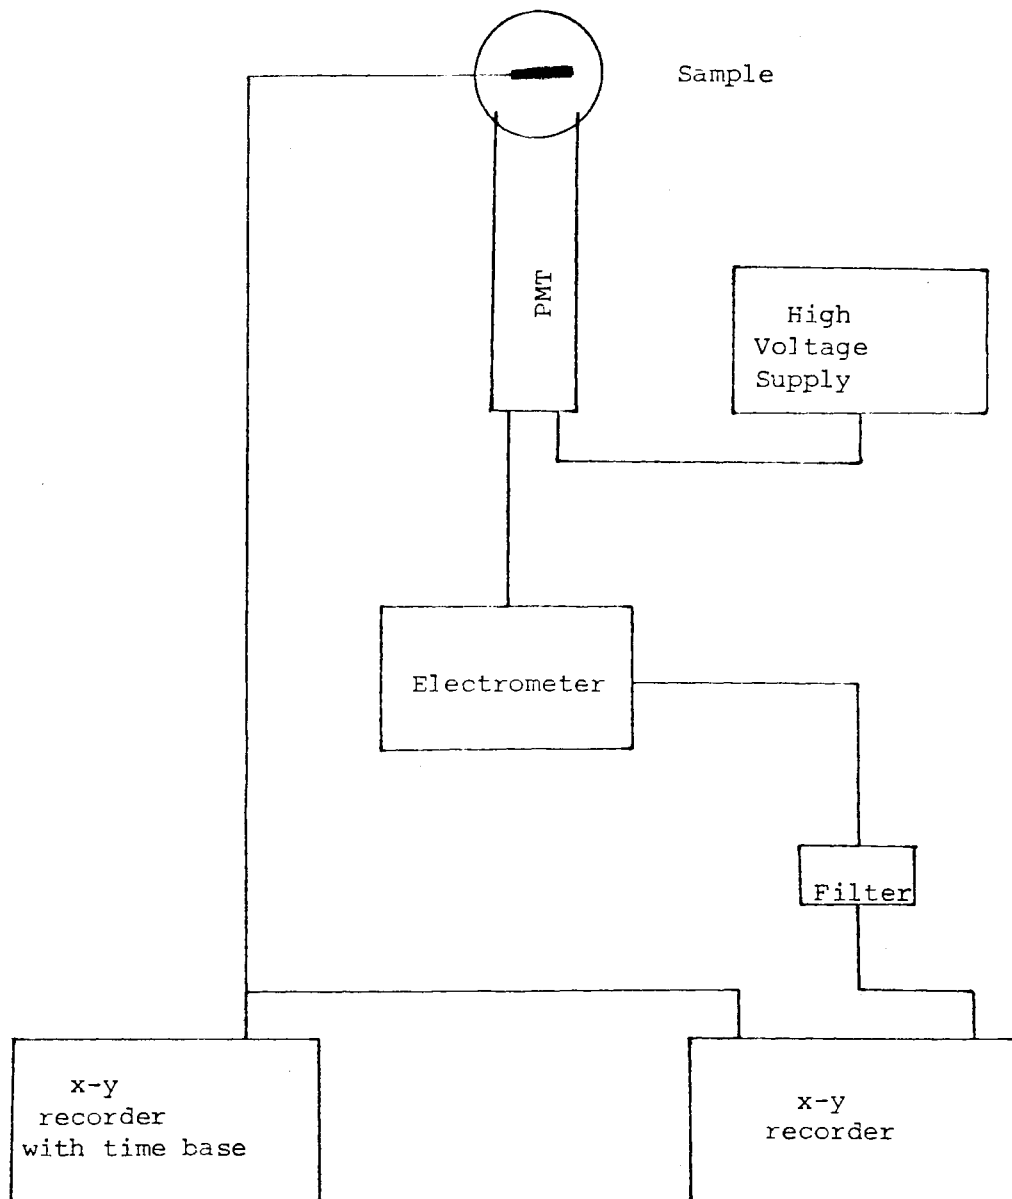 Sample
PMT
High
Voltage
Supply
Electrometer
Filter
x-y
recorder
with time base
x-y
recorder